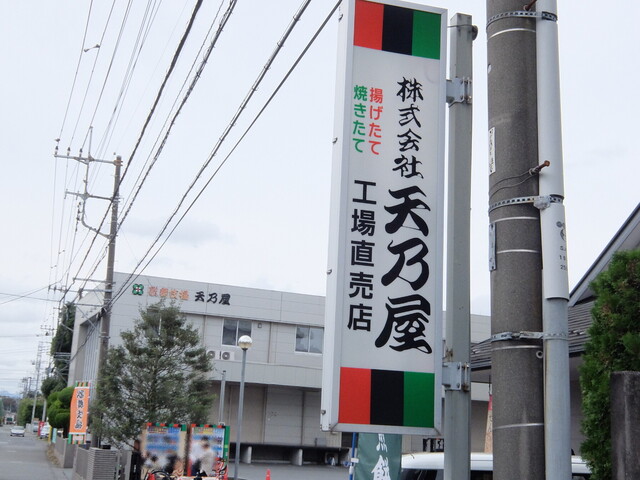 株式会社 天乃屋
揚げたて
焼きたて
工場直売店
天乃屋